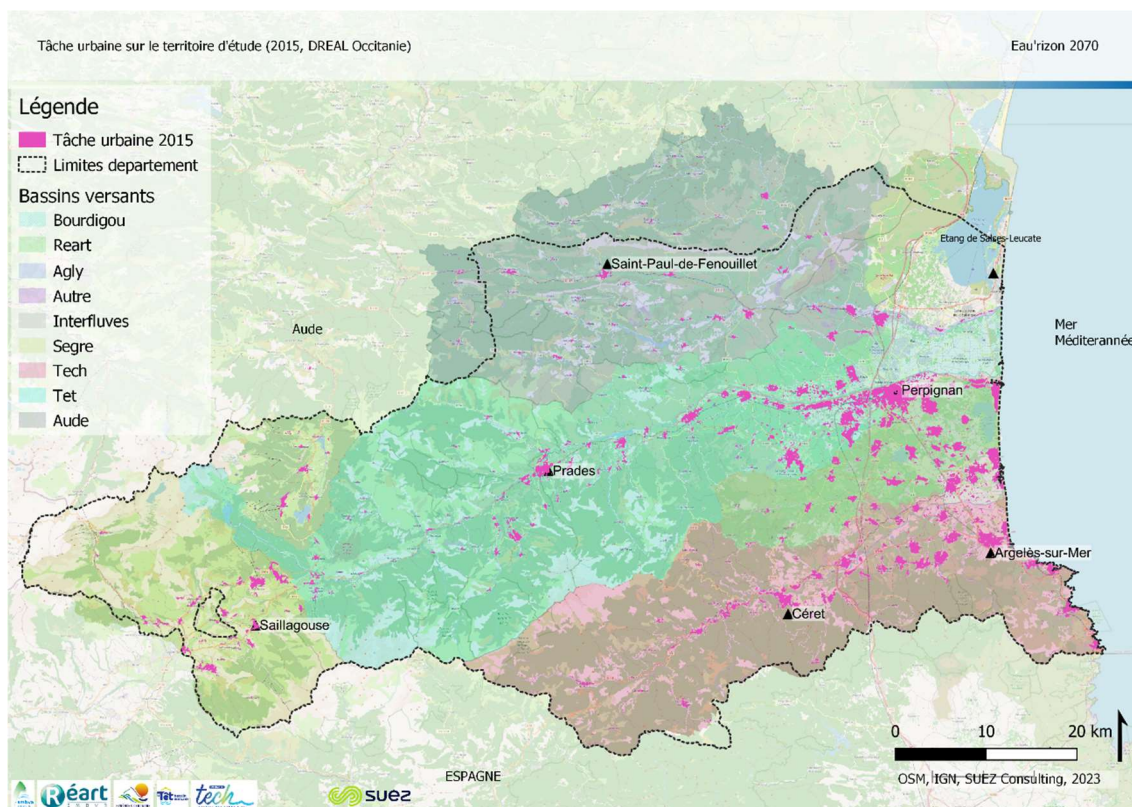 Tâche urbaine sur le territoire d'étude (2015, DREAL Occitanie)
Eau'rizon 2070
Légende
Tâche urbaine 2015
Limites departement
Bassins versants
Bourdigou
Reart
Agly
Autre
Interfluves
Segre
Tech
Tet
Aude
Etang de Salses-Leucate
Saint-Paul-de-Fenouillet
Aude
Mer
Méditerannée
Perpignan
Prades
Argelès-sur-Mer
Céret
Saillagouse
0 10 20 km
ESPAGNE
OSM, IGN, SUEZ Consulting, 2023
Réart
Têt
tech
suez